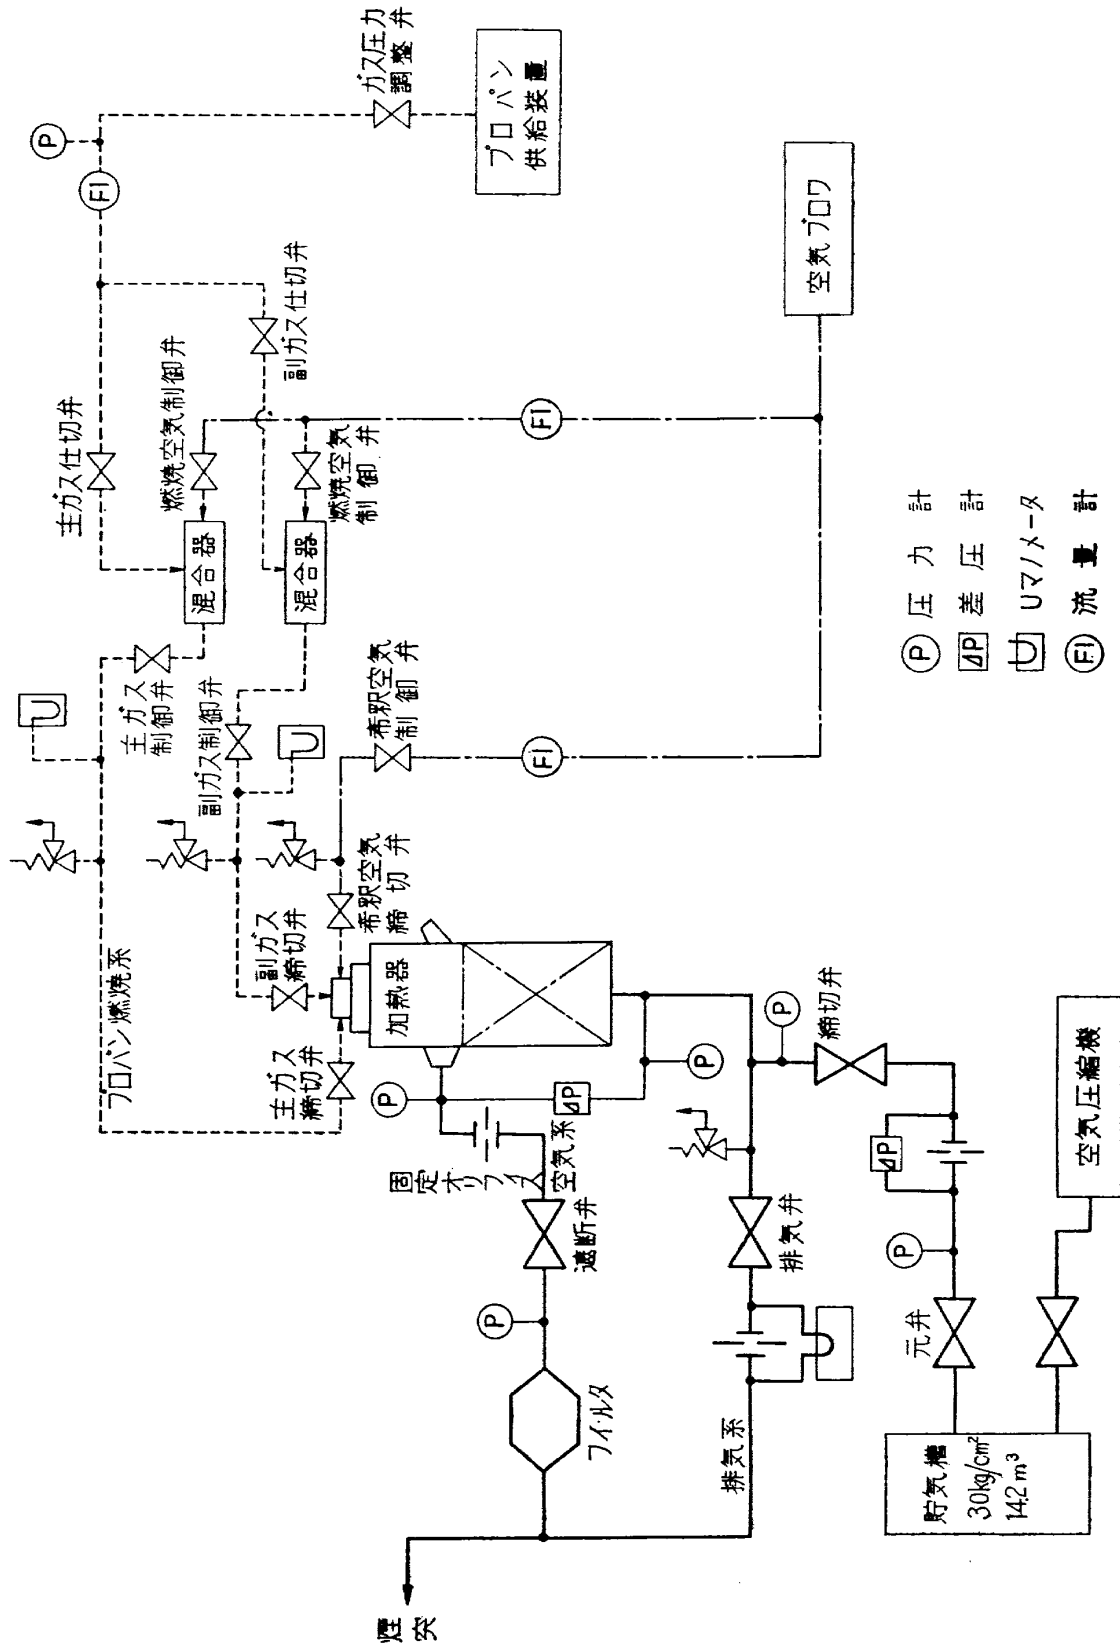 プロパン燃焼系
主ガス
締切弁
副ガス
締切弁
希釈空気
締切弁
希釈空気
制御弁
主ガス
制御弁
副ガス制御弁
混合器
混合器
主ガス仕切弁
燃焼空気制御弁
燃焼空気
制御弁
副ガス仕切弁
ガス圧力
調整弁
プロパン
供給装置
空気ブロワ
P
FI
FI
FI
U
U
加熱器
P
ΔP
P
P
固定
オリフィス
空気系
遮断弁
P
フィルタ
煙
突
排気系
排気弁
締切弁
ΔP
P
元弁
貯気槽
30kg/cm²
14.2m³
空気圧縮機
P 圧力計
ΔP 差圧計
U Uマノメータ
FI 流量計